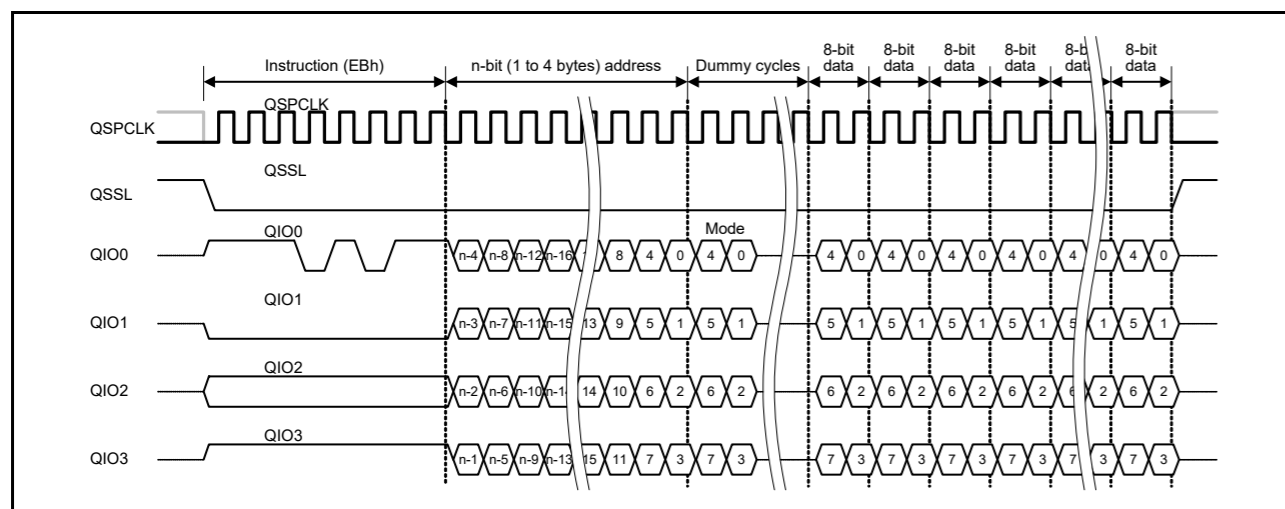 8-bit data 8-bit data 8-bit data 8-bit data 8-bit data 8-bit data
Instruction (EBh) n-bit (1 to 4 bytes) address Dummy cycles
QSPCLK
QSPCLK
QSSL
QSSL
QIO0 Mode
QIO0 n-4 n-8 n-12 n-16 8 4 0 4 0 4 0 4 0 4 0 4 0 4 0 4 0
QIO1
QIO1 n-3 n-7 n-11 n-15 13 9 5 1 5 1 5 1 5 1 5 1 5 1 5 1 5 1
QIO2
QIO2 n-2 n-6 n-10 n-14 14 10 6 2 6 2 6 2 6 2 6 2 6 2 6 2 6 2
QIO3
QIO3 n-1 n-5 n-9 n-13 15 11 7 3 7 3 7 3 7 3 7 3 7 3 7 3 7 3